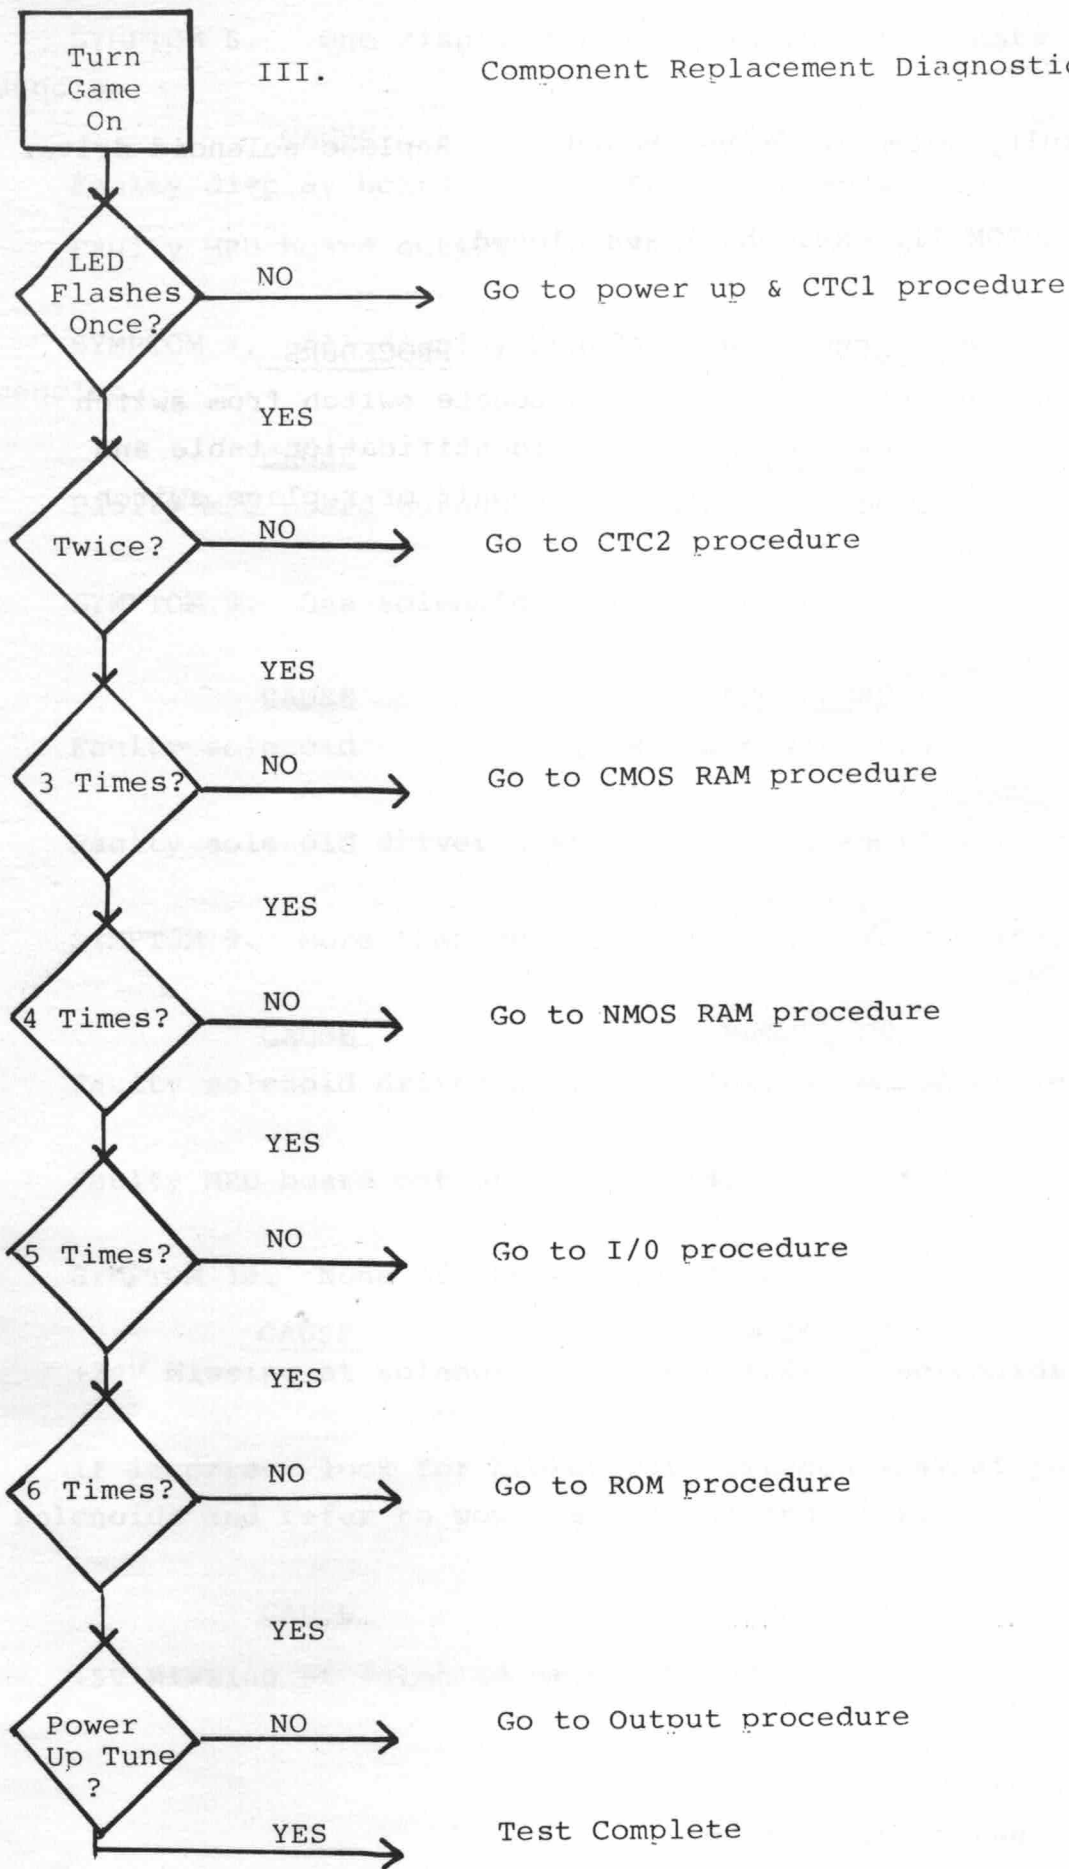 Turn
Game
On
III. Component Replacement Diagnostic
LED
Flashes
Once?
NO
Go to power up & CTC1 procedure
YES
Twice?
NO
Go to CTC2 procedure
YES
3 Times?
NO
Go to CMOS RAM procedure
YES
4 Times?
NO
Go to NMOS RAM procedure
YES
5 Times?
NO
Go to I/0 procedure
YES
6 Times?
NO
Go to ROM procedure
YES
Power
Up Tune
?
NO
Go to Output procedure
YES
Test Complete